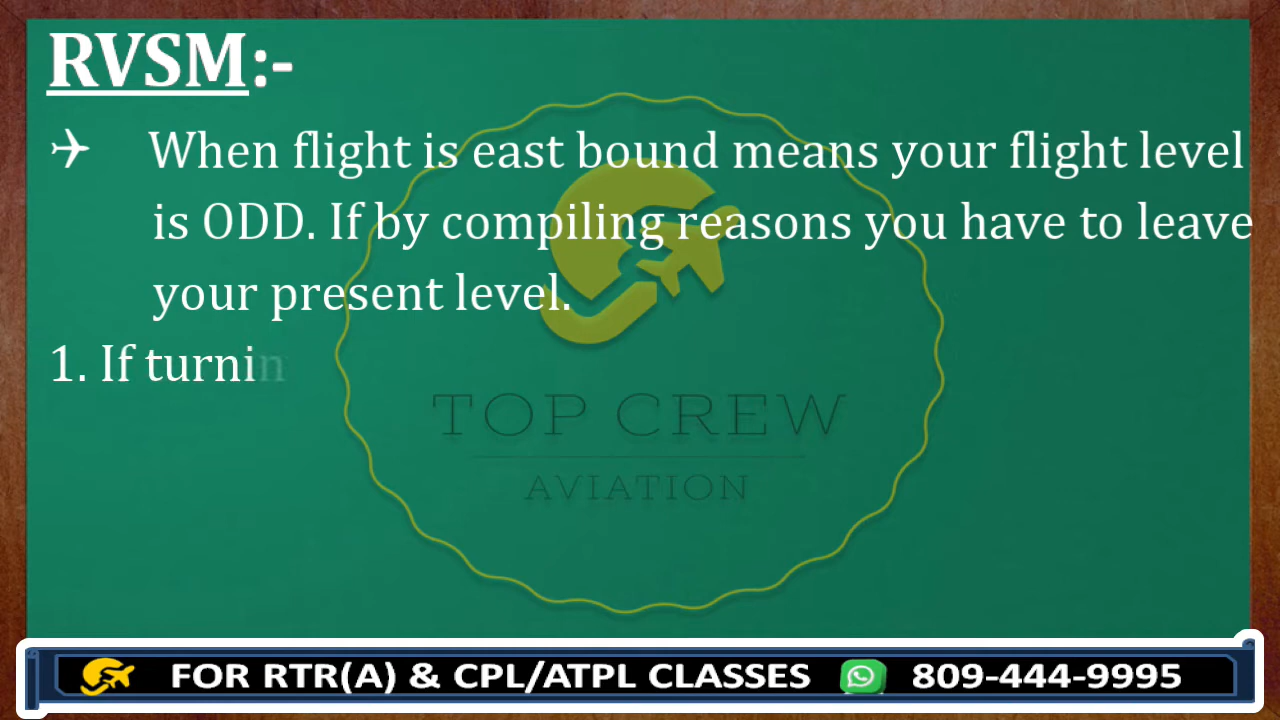 RVSM:-
✈ When flight is east bound means your flight level
is ODD. If by compiling reasons you have to leave
your present level.
1. If turnin
TOP CREW
AVIATION
FOR RTR(A) & CPL/ATPL CLASSES 809-444-9995